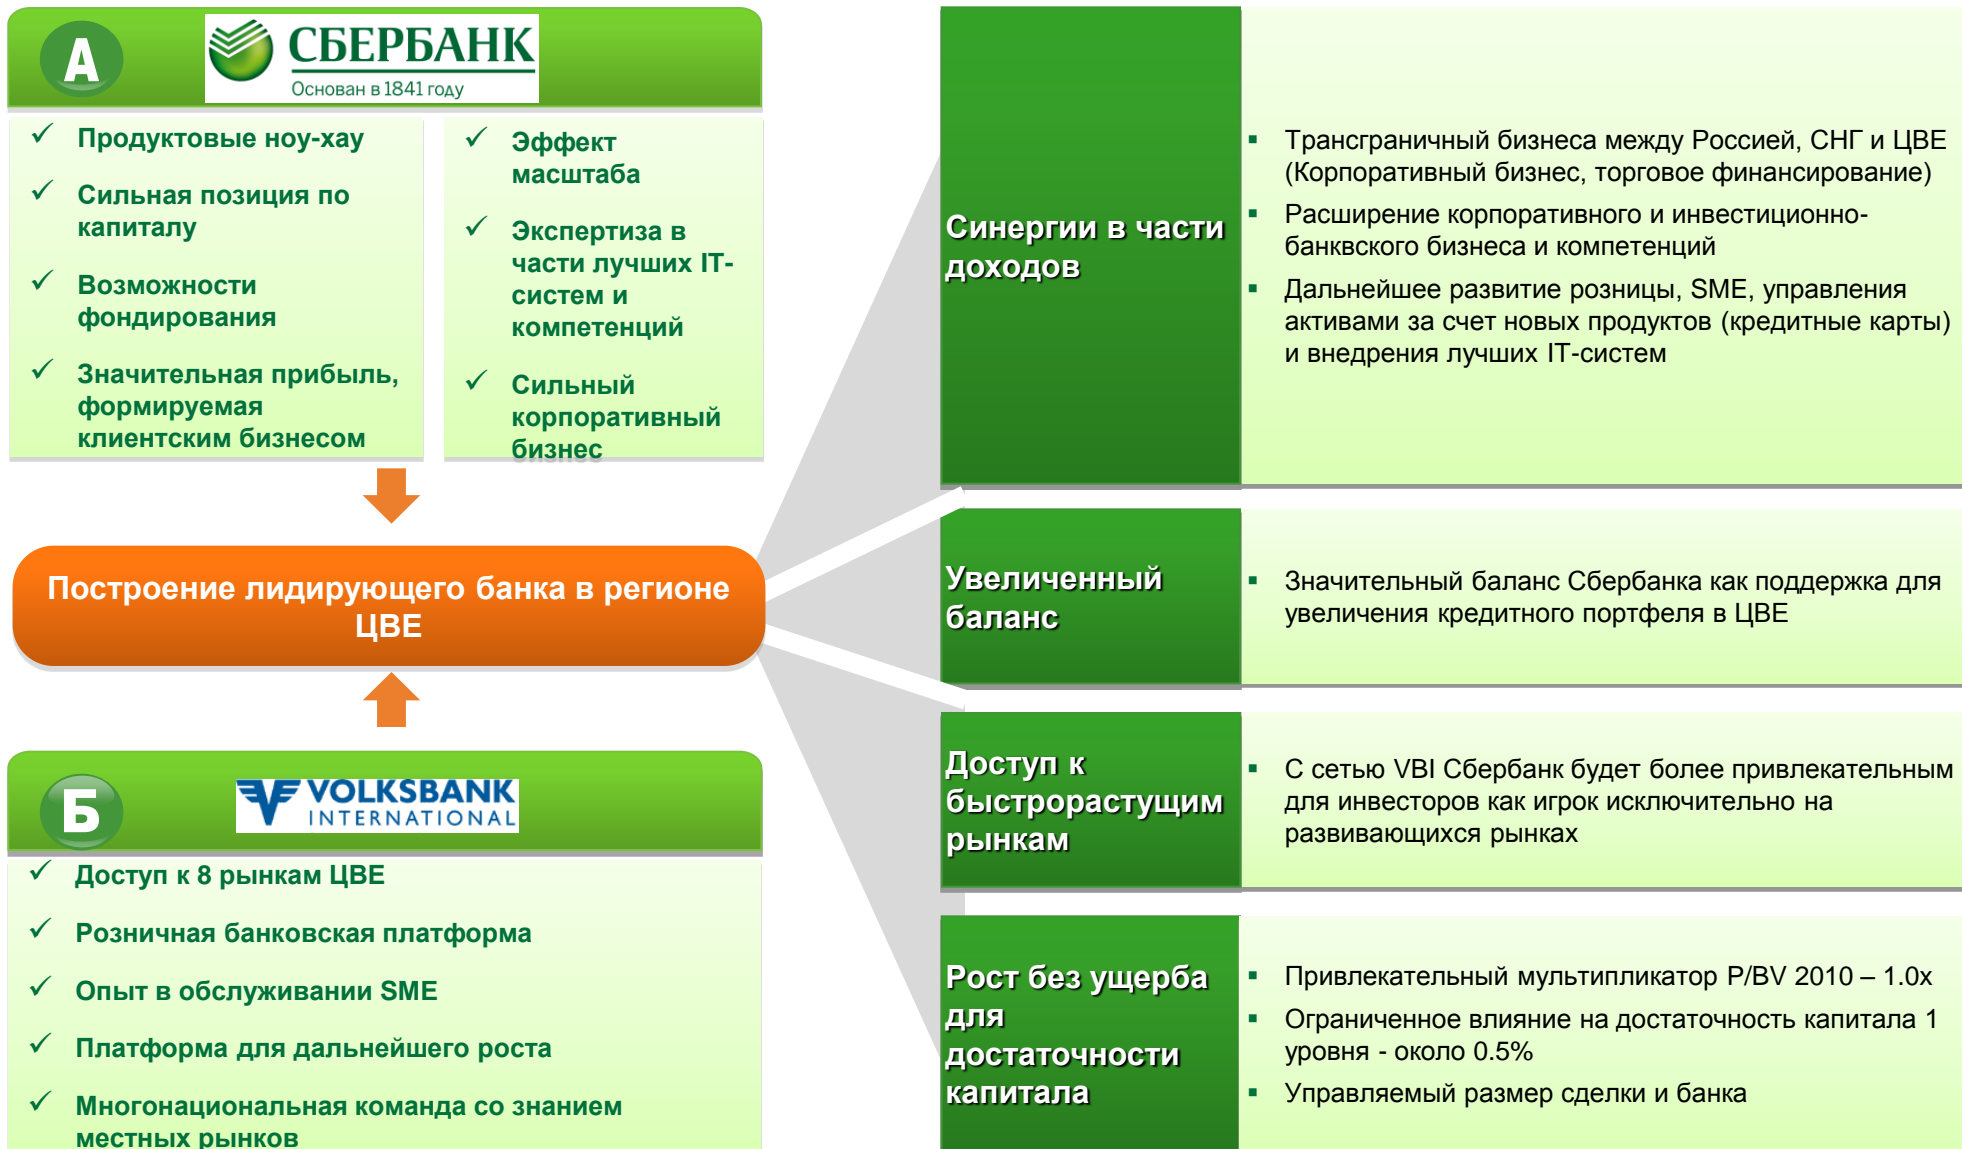 А
СБЕРБАНК
Основан в 1841 году
✓ Продуктовые ноу-хау
✓ Сильная позиция по
капиталу
✓ Возможности
фондирования
✓ Значительная прибыль,
формируемая
клиентским бизнесом
✓ Эффект
масштаба
✓ Экспертиза в
части лучших IT-
систем и
компетенций
✓ Сильный
корпоративный
бизнес
Построение лидирующего банка в регионе
ЦВЕ
Б
VOLKSBANK
INTERNATIONAL
✓ Доступ к 8 рынкам ЦВЕ
✓ Розничная банковская платформа
✓ Опыт в обслуживании SME
✓ Платформа для дальнейшего роста
✓ Многонациональная команда со знанием
местных рынков
Синергии в части
доходов
▪ Трансграничный бизнеса между Россией, СНГ и ЦВЕ
(Корпоративный бизнес, торговое финансирование)
▪ Расширение корпоративного и инвестиционно-
банквского бизнеса и компетенций
▪ Дальнейшее развитие розницы, SME, управления
активами за счет новых продуктов (кредитные карты)
и внедрения лучших IT-систем
Увеличенный
баланс
▪ Значительный баланс Сбербанка как поддержка для
увеличения кредитного портфеля в ЦВЕ
Доступ к
быстрорастущим
рынкам
▪ С сетью VBI Сбербанк будет более привлекательным
для инвесторов как игрок исключительно на
развивающихся рынках
Рост без ущерба
для
достаточности
капитала
▪ Привлекательный мультипликатор P/BV 2010 – 1.0x
▪ Ограниченное влияние на достаточность капитала 1
уровня - около 0.5%
▪ Управляемый размер сделки и банка